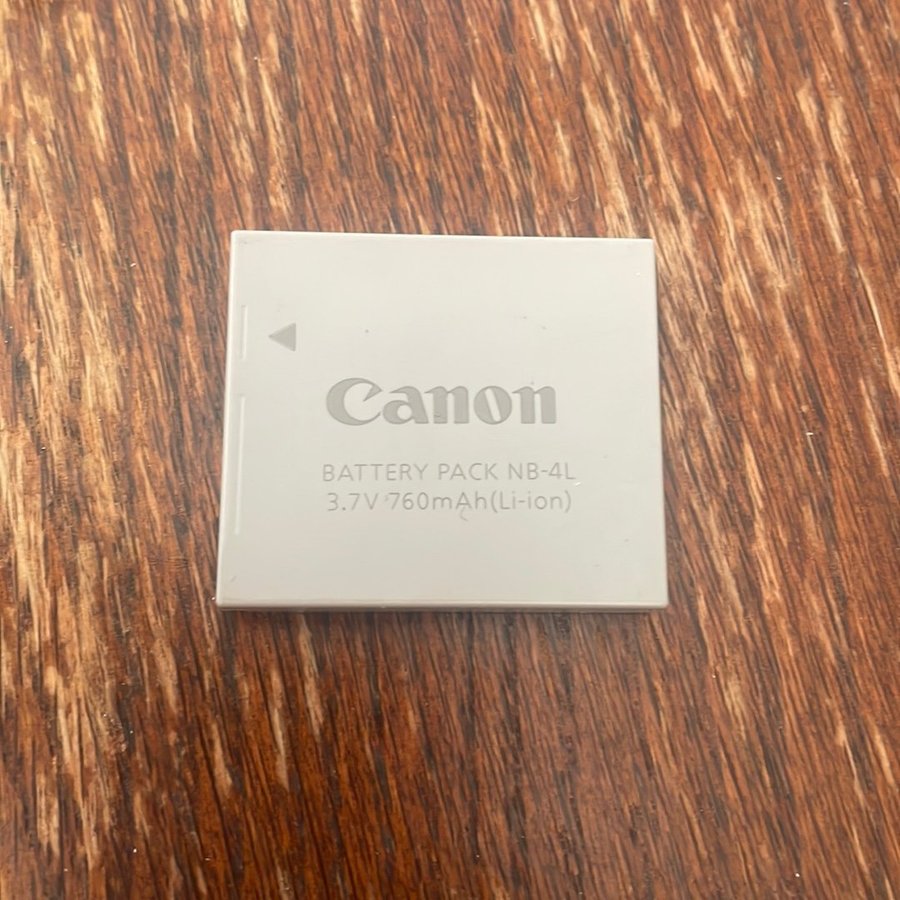 Canon
BATTERY PACK NB-4L
3.7V 760mAh(Li-ion)